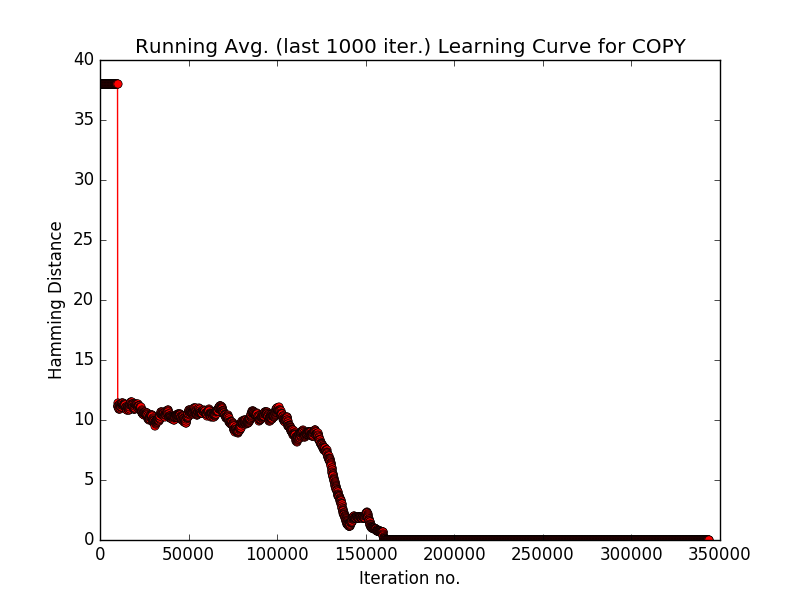 Running Avg. (last 1000 iter.) Learning Curve for COPY
40
35
30
25
20
15
10
5
0
Hamming Distance
0 50000 100000 150000 200000 250000 300000 350000
Iteration no.